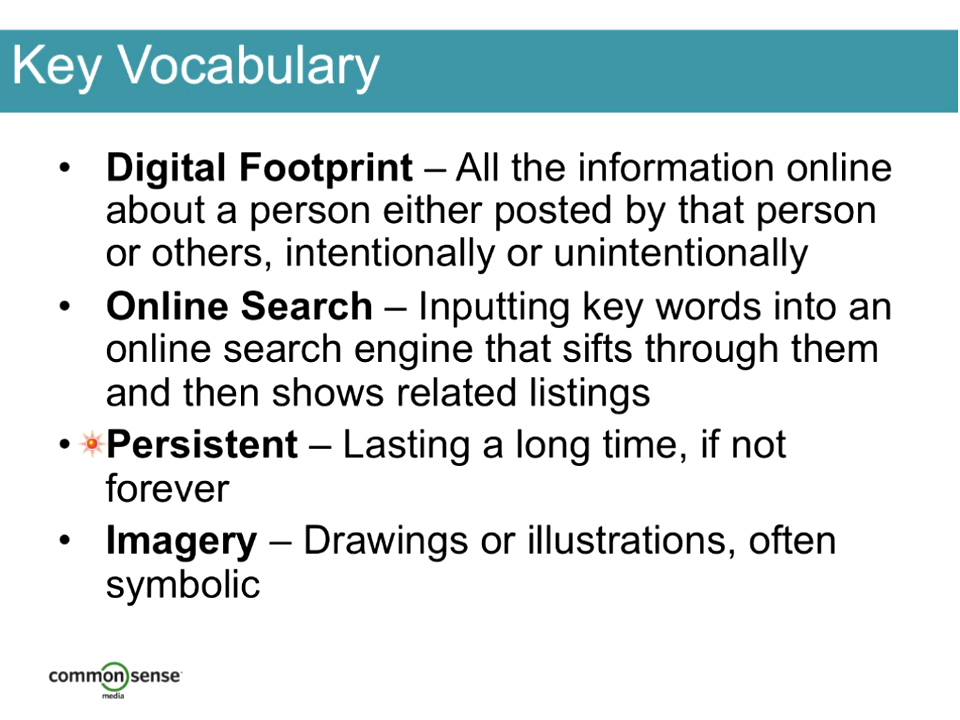 Key Vocabulary
• Digital Footprint – All the information online
about a person either posted by that person
or others, intentionally or unintentionally
• Online Search – Inputting key words into an
online search engine that sifts through them
and then shows related listings
• Persistent – Lasting a long time, if not
forever
• Imagery – Drawings or illustrations, often
symbolic
common sense
media